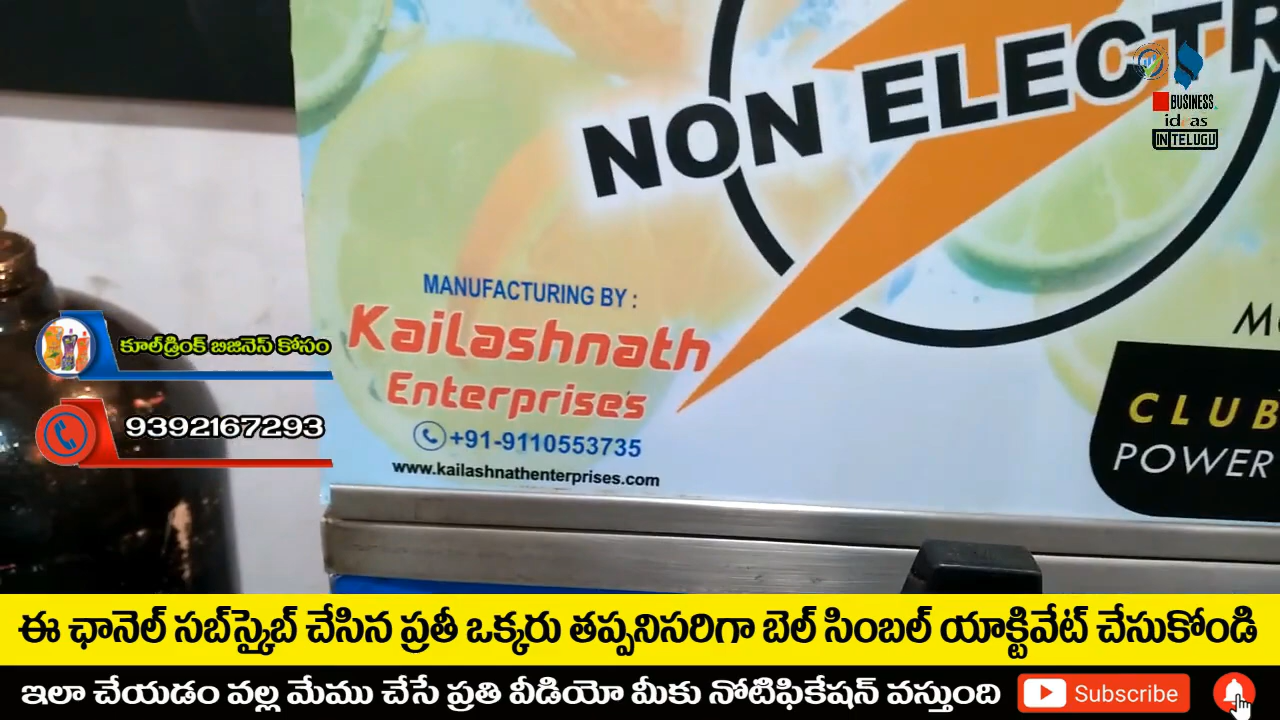 NON ELECTR
BUSINESS
ideas
IN TELUGU
MANUFACTURING BY :
Kailashnath
Enterprises
+91-9110553735
www.kailashnathenterprises.com
CLUB
POWER
కూల్‌డ్రింక్ బిజినెస్ కోసం
9392167293
ఈ ఛానెల్ సబ్‌స్క్రైబ్ చేసిన ప్రతీ ఒక్కరు తప్పనిసరిగా బెల్ సింబల్ యాక్టివేట్ చేసుకోండి
ఇలా చేయడం వల్ల మేము చేసే ప్రతి వీడియో మీకు నోటిఫికేషన్ వస్తుంది
Subscribe